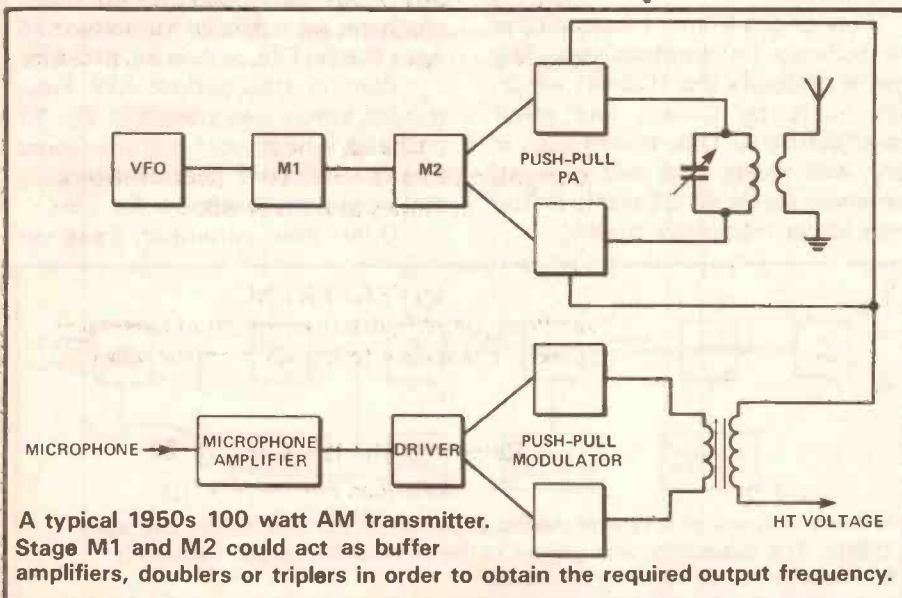 VFO
M1
M2
PUSH-PULL
PA
MICROPHONE
MICROPHONE
AMPLIFIER
DRIVER
PUSH-PULL
MODULATOR
HT VOLTAGE
A typical 1950s 100 watt AM transmitter.
Stage M1 and M2 could act as buffer
amplifiers, doublers or triplers in order to obtain the required output frequency.